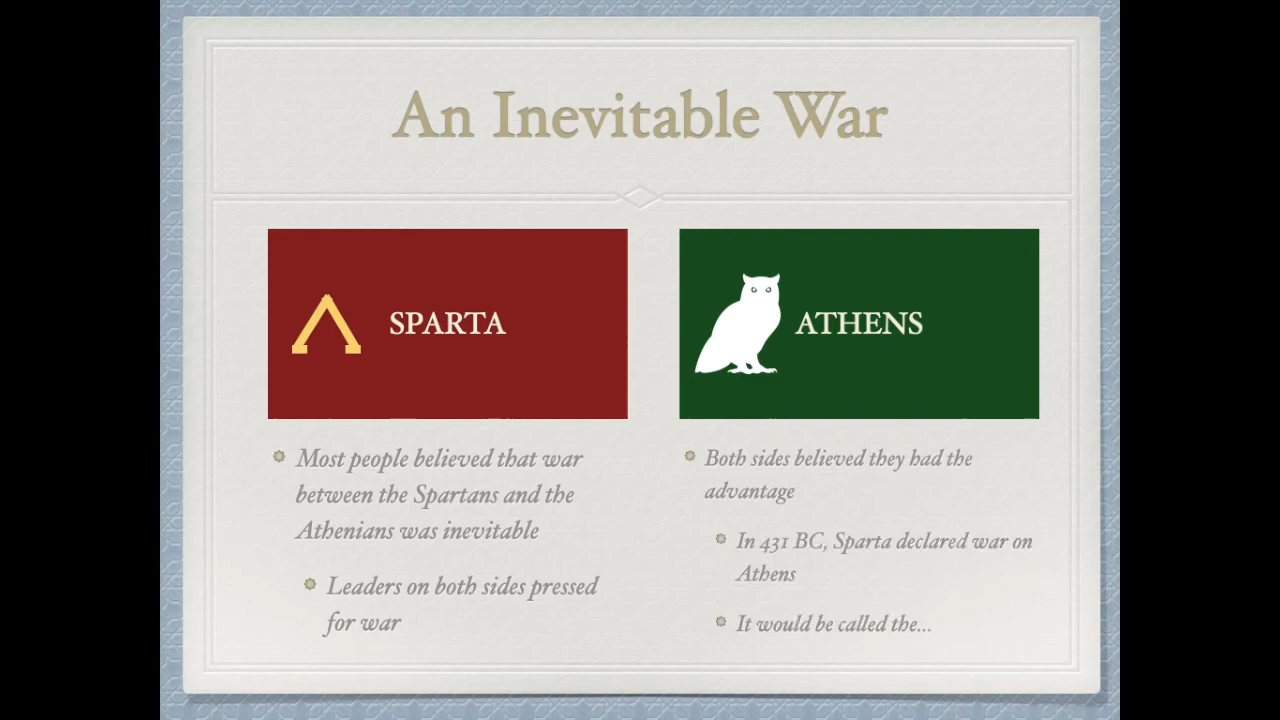 An Inevitable War
SPARTA
Most people believed that war
between the Spartans and the
Athenians was inevitable
Leaders on both sides pressed
for war
ATHENS
Both sides believed they had the
advantage
In 431 BC, Sparta declared war on
Athens
It would be called the...